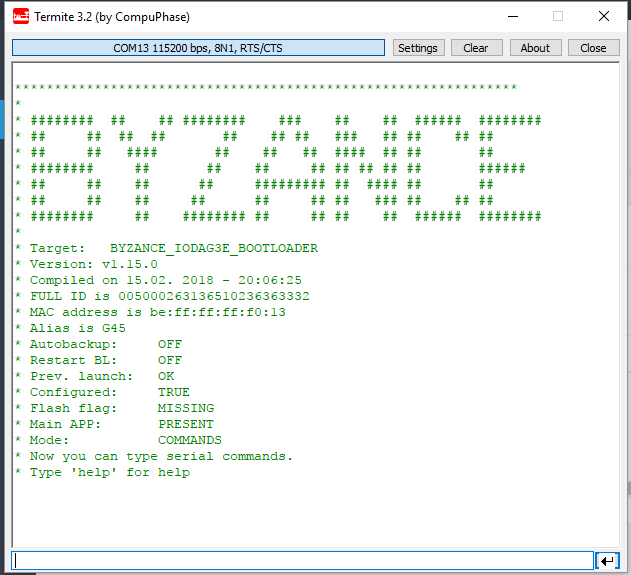 Termite 3.2 (by CompuPhase)
COM13 115200 bps, 8N1, RTS/CTS
Settings
Clear
About
Close
****************************************************************
*
* BYZANCE
*
* Target:   BYZANCE_IODAG3E_BOOTLOADER
* Version: v1.15.0
* Compiled on 15.02. 2018 - 20:06:25
* FULL ID is 005000263136510236363332
* MAC address is be:ff:ff:ff:f0:13
* Alias is G45
* Autobackup:     OFF
* Restart BL:     OFF
* Prev. launch:   OK
* Configured:     TRUE
* Flash flag:     MISSING
* Main APP:       PRESENT
* Mode:           COMMANDS
* Now you can type serial commands.
* Type 'help' for help